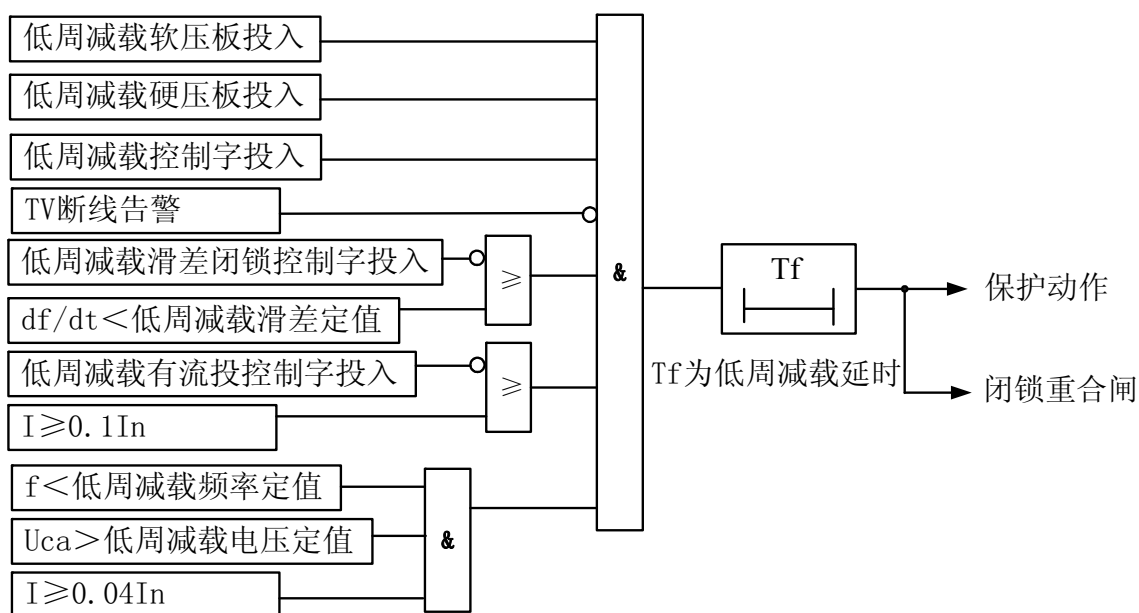 低周减载软压板投入
低周减载硬压板投入
低周减载控制字投入
TV断线告警
低周减载滑差闭锁控制字投入
df/dt＜低周减载滑差定值
≥
低周减载有流投控制字投入
I≥0.1In
≥
f＜低周减载频率定值
Uca＞低周减载电压定值
I≥0.04In
&
&
Tf
Tf为低周减载延时
保护动作
闭锁重合闸